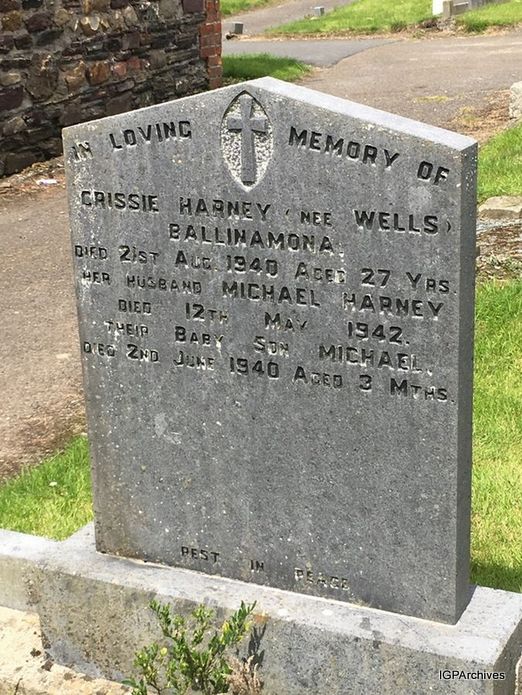 IN LOVING MEMORY OF
CRISSIE HARNEY (NEE WELLS)
BALLINAMONA.
DIED 21ST AUG. 1940 AGED 27 YRS.
HER HUSBAND MICHAEL HARNEY
DIED 12TH MAY 1942.
THEIR BABY SON MICHAEL.
DIED 2ND JUNE 1940 AGED 3 MTHS.
REST IN PEACE
IGPArchives